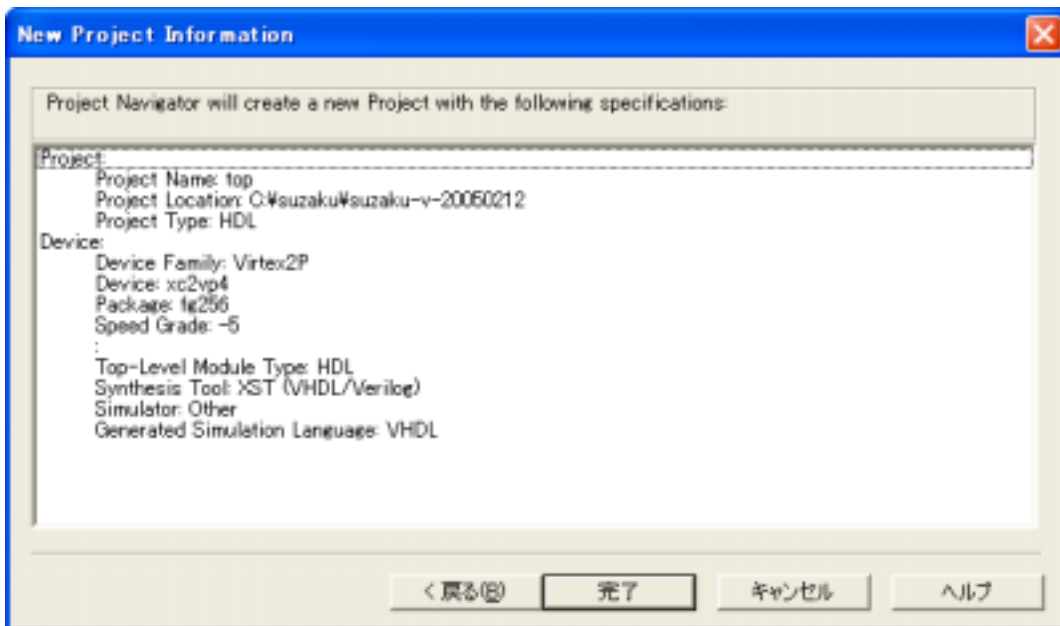 New Project Information
Project Navigator will create a new Project with the following specifications:
Project:
Project Name: top
Project Location: C:¥suzaku¥suzaku-v-20050212
Project Type: HDL
Device:
Device Family: Virtex2P
Device: xc2vp4
Package: fg256
Speed Grade: -5
:
Top-Level Module Type: HDL
Synthesis Tool: XST (VHDL/Verilog)
Simulator: Other
Generated Simulation Language: VHDL
< 戻る(B) 完了 キャンセル ヘルプ